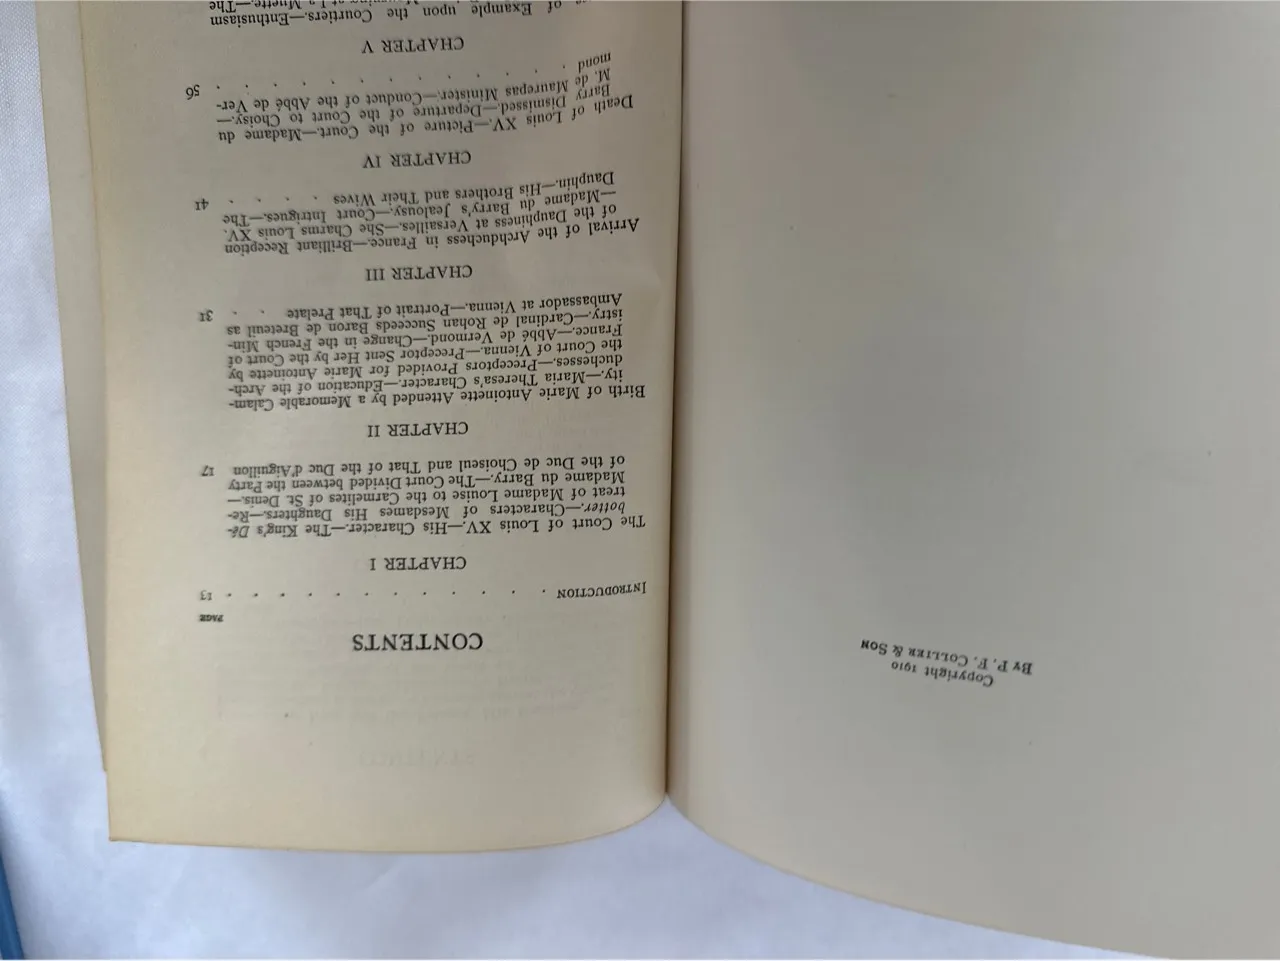 Copyright 1910
BY P. F. COLLIER & SON
CONTENTS
PAGE
INTRODUCTION . . . . . . . . . . . . 13
CHAPTER I
The Court of Louis XV.—His Character.—The King's Dé-
botter.—Characters of Mesdames His Daughters.—Re-
treat of Madame Louise to the Carmelites of St. Denis.—
Madame du Barry.—The Court Divided between the Party
of the Duc de Choiseul and That of the Duc d'Aiguillon 17
CHAPTER II
Birth of Marie Antoinette Attended by a Memorable Calam-
ity.—Maria Theresa's Character.—Education of the Arch-
duchesses.—Preceptors Provided for Marie Antoinette by
the Court of Vienna.—Preceptor Sent Her by the Court of
France.—Abbé de Vermond.—Change in the French Min-
istry.—Cardinal de Rohan Succeeds Baron de Breteuil as
Ambassador at Vienna.—Portrait of That Prelate . . 31
CHAPTER III
Arrival of the Archduchess in France.—Brilliant Reception
of the Dauphiness at Versailles.—She Charms Louis XV.
—Madame du Barry's Jealousy.—Court Intrigues.—The
Dauphin.—His Brothers and Their Wives . . . . 41
CHAPTER IV
Death of Louis XV.—Picture of the Court.—Madame du
Barry Dismissed.—Departure of the Court to Choisy.—
M. de Maurepas Minister.—Conduct of the Abbé de Ver-
mond . . . . . . . . . . 56
CHAPTER V
of Example upon the Courtiers.—Enthusiasm
at La Muette.—The